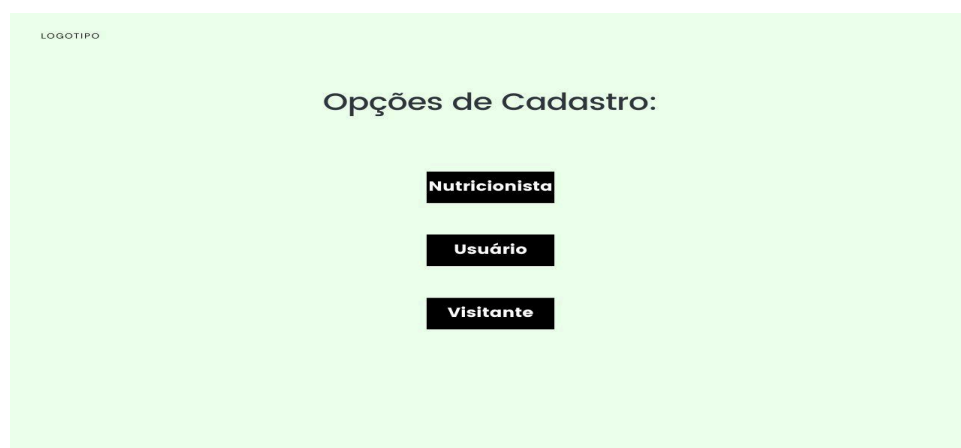 LOGOTIPO
Opções de Cadastro:
Nutricionista
Usuário
Visitante